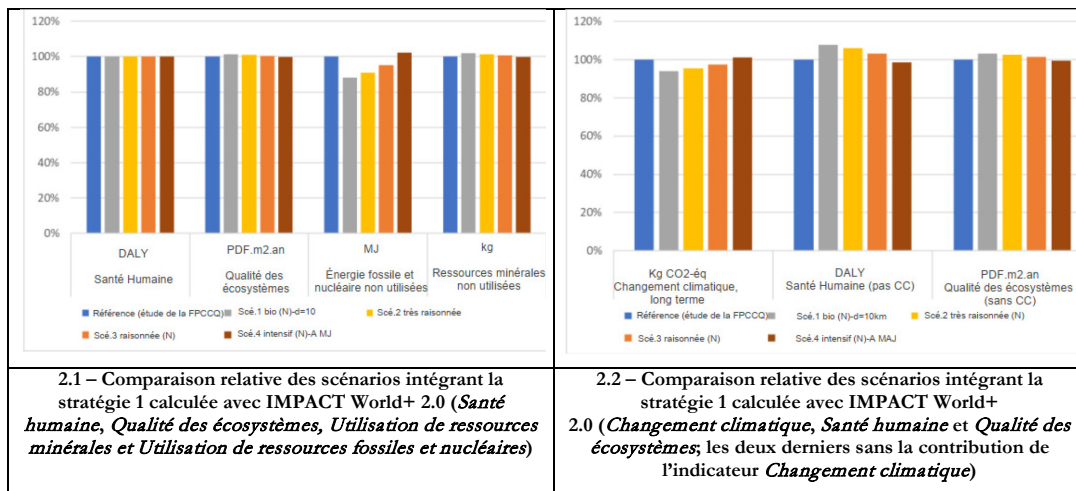 120%
100%
80%
60%
40%
20%
0%
DALY
Santé Humaine
PDF.m2.an
Qualité des
écosystèmes
MJ
Énergie fossile et
nucléaire non utilisées
kg
Ressources minérales
non utilisées
Référence (étude de la FPCCQ) Scé.1 bio (N)-d=10 Scé.2 très raisonnée
Scé.3 raisonnée (N) Scé.4 intensif (N)-A MJ
120%
100%
80%
60%
40%
20%
0%
Kg CO2-éq
Changement climatique,
long terme
DALY
Santé Humaine (pas CC)
PDF.m2.an
Qualité des écosystèmes
(sans CC)
Référence (étude de la FPCCQ) Scé.1 bio (N)-d=10km Scé.2 très raisonnée (N)
Scé.3 raisonnée (N) Scé.4 intensif (N)-A MAJ
2.1 – Comparaison relative des scénarios intégrant la
stratégie 1 calculée avec IMPACT World+ 2.0 (Santé
humaine, Qualité des écosystèmes, Utilisation de ressources
minérales et Utilisation de ressources fossiles et nucléaires)
2.2 – Comparaison relative des scénarios intégrant la
stratégie 1 calculée avec IMPACT World+
2.0 (Changement climatique, Santé humaine et Qualité des
écosystèmes; les deux derniers sans la contribution de
l'indicateur Changement climatique)